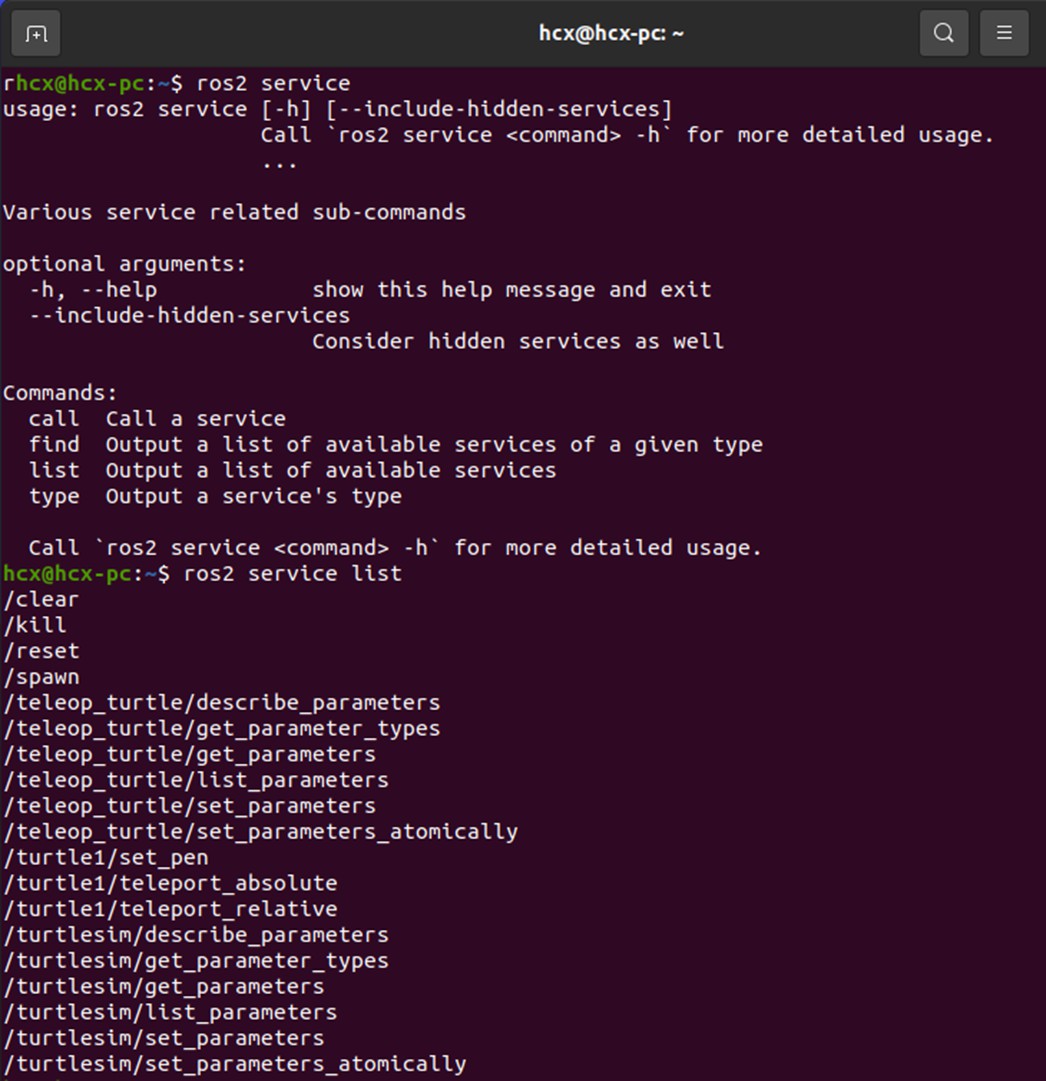 hcx@hcx-pc: ~
rhcx@hcx-pc:~$ ros2 service
usage: ros2 service [-h] [--include-hidden-services]
                    Call `ros2 service <command> -h` for more detailed usage.
                    ...

Various service related sub-commands

optional arguments:
  -h, --help            show this help message and exit
  --include-hidden-services
                        Consider hidden services as well

Commands:
  call  Call a service
  find  Output a list of available services of a given type
  list  Output a list of available services
  type  Output a service's type

  Call `ros2 service <command> -h` for more detailed usage.
hcx@hcx-pc:~$ ros2 service list
/clear
/kill
/reset
/spawn
/teleop_turtle/describe_parameters
/teleop_turtle/get_parameter_types
/teleop_turtle/get_parameters
/teleop_turtle/list_parameters
/teleop_turtle/set_parameters
/teleop_turtle/set_parameters_atomically
/turtle1/set_pen
/turtle1/teleport_absolute
/turtle1/teleport_relative
/turtlesim/describe_parameters
/turtlesim/get_parameter_types
/turtlesim/get_parameters
/turtlesim/list_parameters
/turtlesim/set_parameters
/turtlesim/set_parameters_atomically